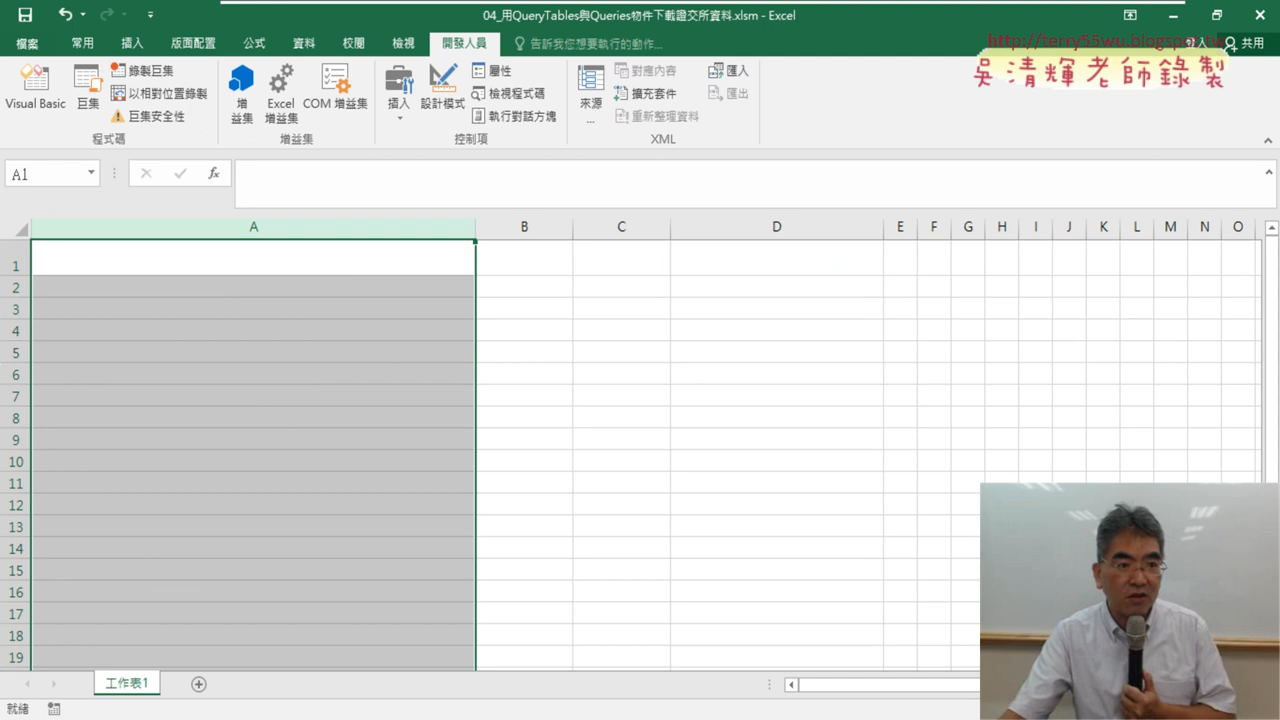 04_用QueryTables與Queries物件下載證交所資料.xlsm - Excel
檔案 常用 插入 版面配置 公式 資料 校閱 檢視 開發人員 告訴我您想要執行的動作... 登入 共用
http://terry55wu.blogspot.tw
吳清輝老師錄製
Visual Basic 巨集 錄製巨集 以相對位置錄製 巨集安全性 程式碼
增益集 Excel 增益集 COM 增益集 增益集
插入 設計模式 屬性 檢視程式碼 執行對話方塊 控制項
來源... 對應內容 擴充套件 重新整理資料 匯入 匯出 XML
A1 fx
A B C D E F G H I J K L M N O
1
2
3
4
5
6
7
8
9
10
11
12
13
14
15
16
17
18
19
工作表1
就緒